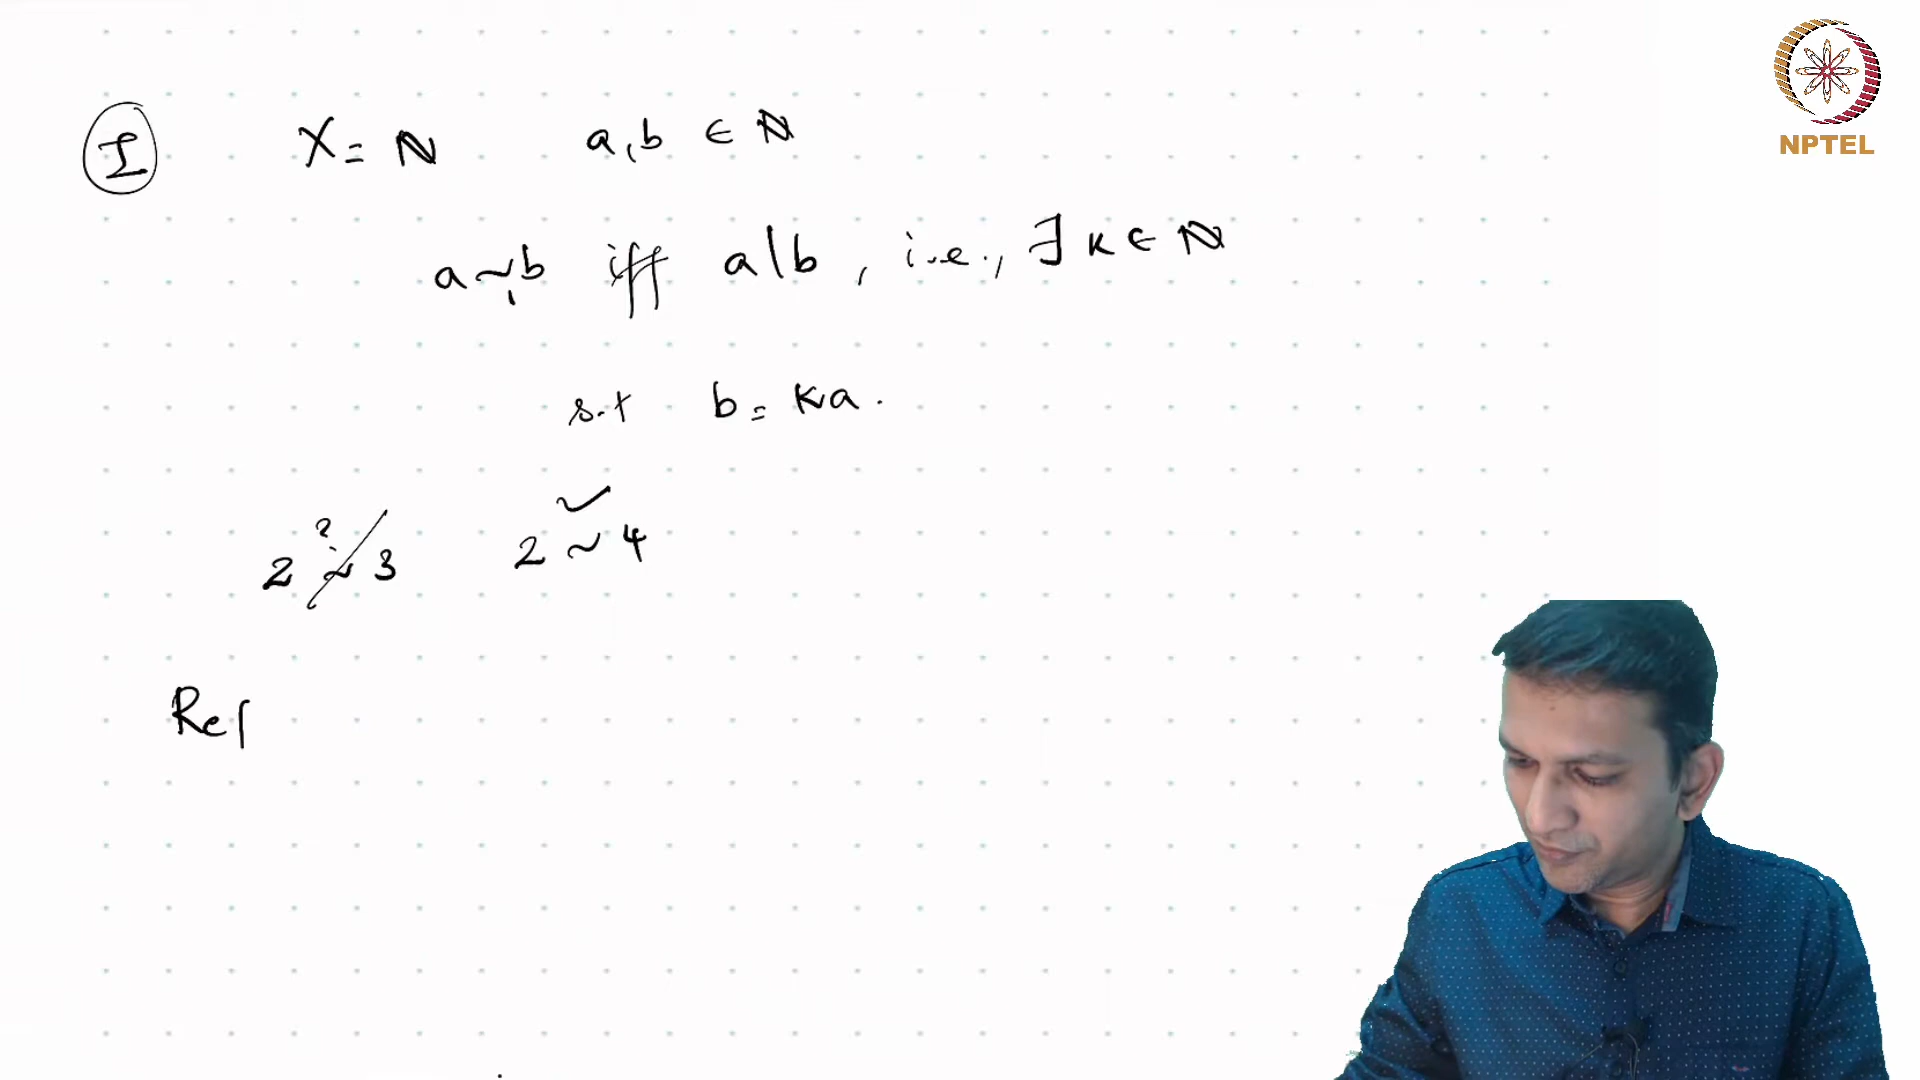 I X = ℕ a, b ∈ ℕ
NPTEL
a ~, b iff a|b, i.e., ∃ k ∈ ℕ
s.t b = ka.
?
2 ≁ 3 ✓ 2 ~ 4
Ref